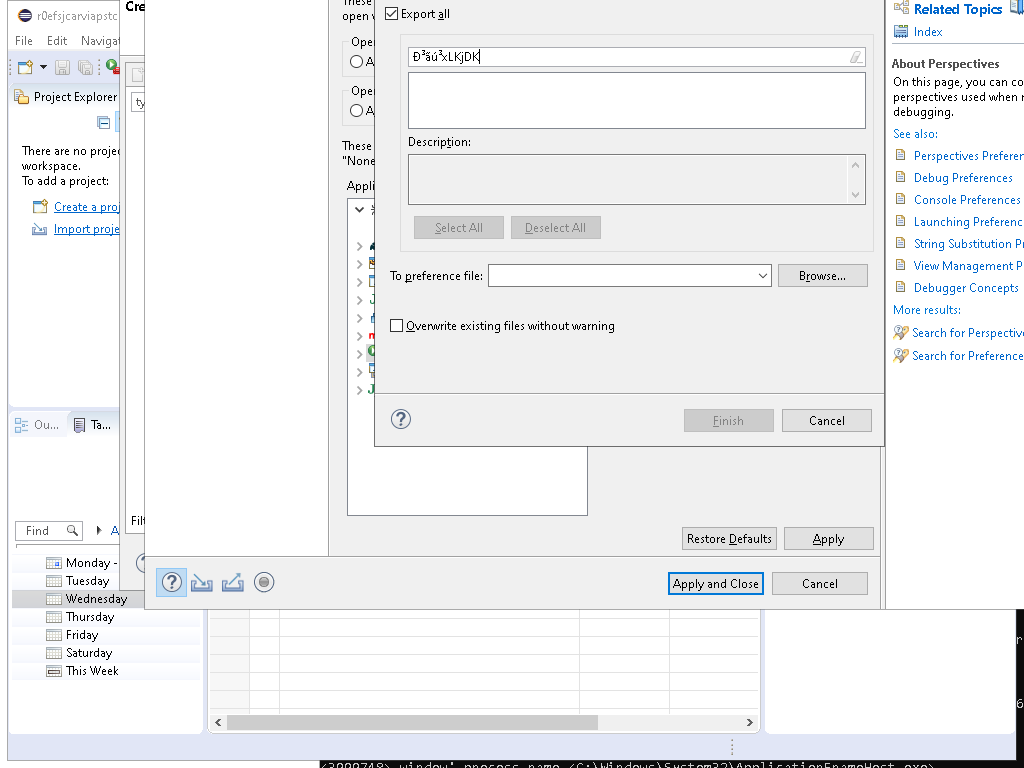 r0efsjcarviapstc
File Edit Navigat
Project Explorer
There are no projec
workspace.
To add a project:
Create a proj
Import proje
Ou...
Ta...
Find
A
Monday -
Tuesday
Wednesday
Thursday
Friday
Saturday
This Week
Cre
ty
Filt
These
open v
Oper
A
Oper
A
These
"None
Appli
Restore Defaults
Apply
Apply and Close
Cancel
Export all
Đ³ãú³xLKjDK
Description:
Select All
Deselect All
To preference file:
Browse...
Overwrite existing files without warning
Finish
Cancel
Related Topics
Index
About Perspectives
On this page, you can co
perspectives used when r
debugging.
See also:
Perspectives Preferen
Debug Preferences
Console Preferences
Launching Preferenc
String Substitution P
View Management P
Debugger Concepts
More results:
Search for Perspective
Search for Preference
<3999748> window' process name <C:\Windows\System32\ApplicationFrameHost.exe>